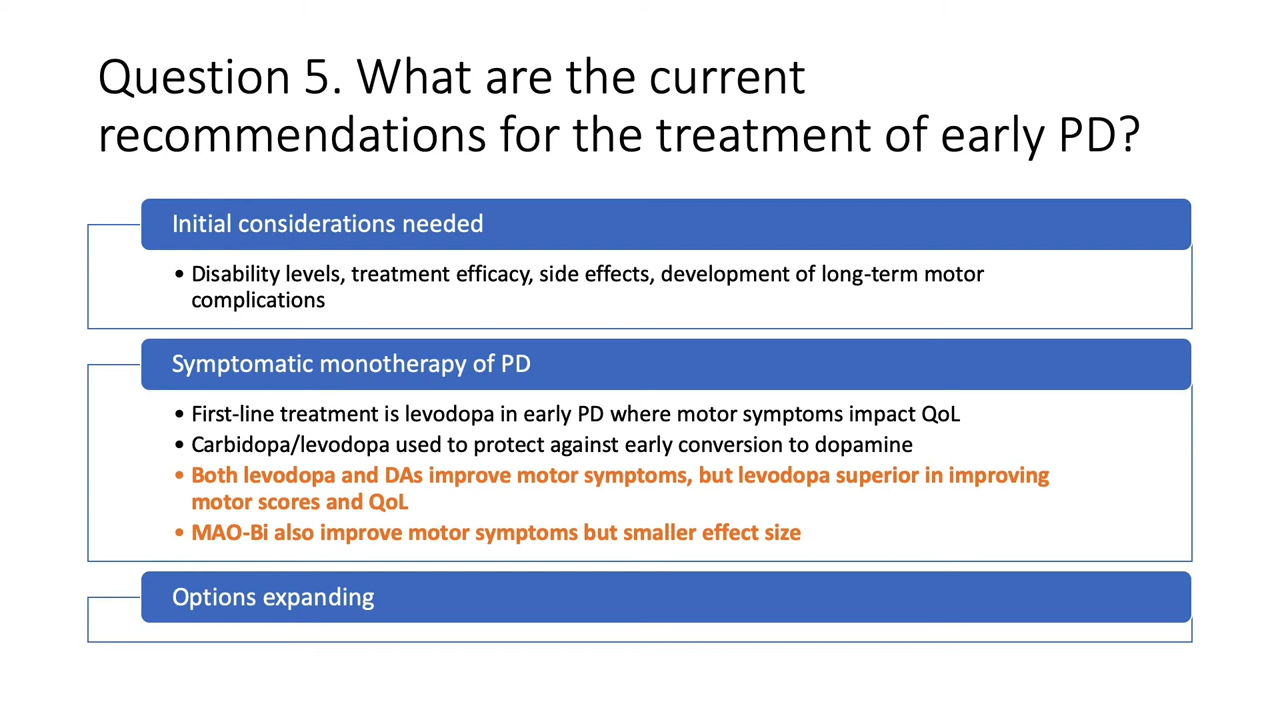 Question 5. What are the current
recommendations for the treatment of early PD?
Initial considerations needed
• Disability levels, treatment efficacy, side effects, development of long-term motor
complications
Symptomatic monotherapy of PD
• First-line treatment is levodopa in early PD where motor symptoms impact QoL
• Carbidopa/levodopa used to protect against early conversion to dopamine
• Both levodopa and DAs improve motor symptoms, but levodopa superior in improving
motor scores and QoL
• MAO-Bi also improve motor symptoms but smaller effect size
Options expanding